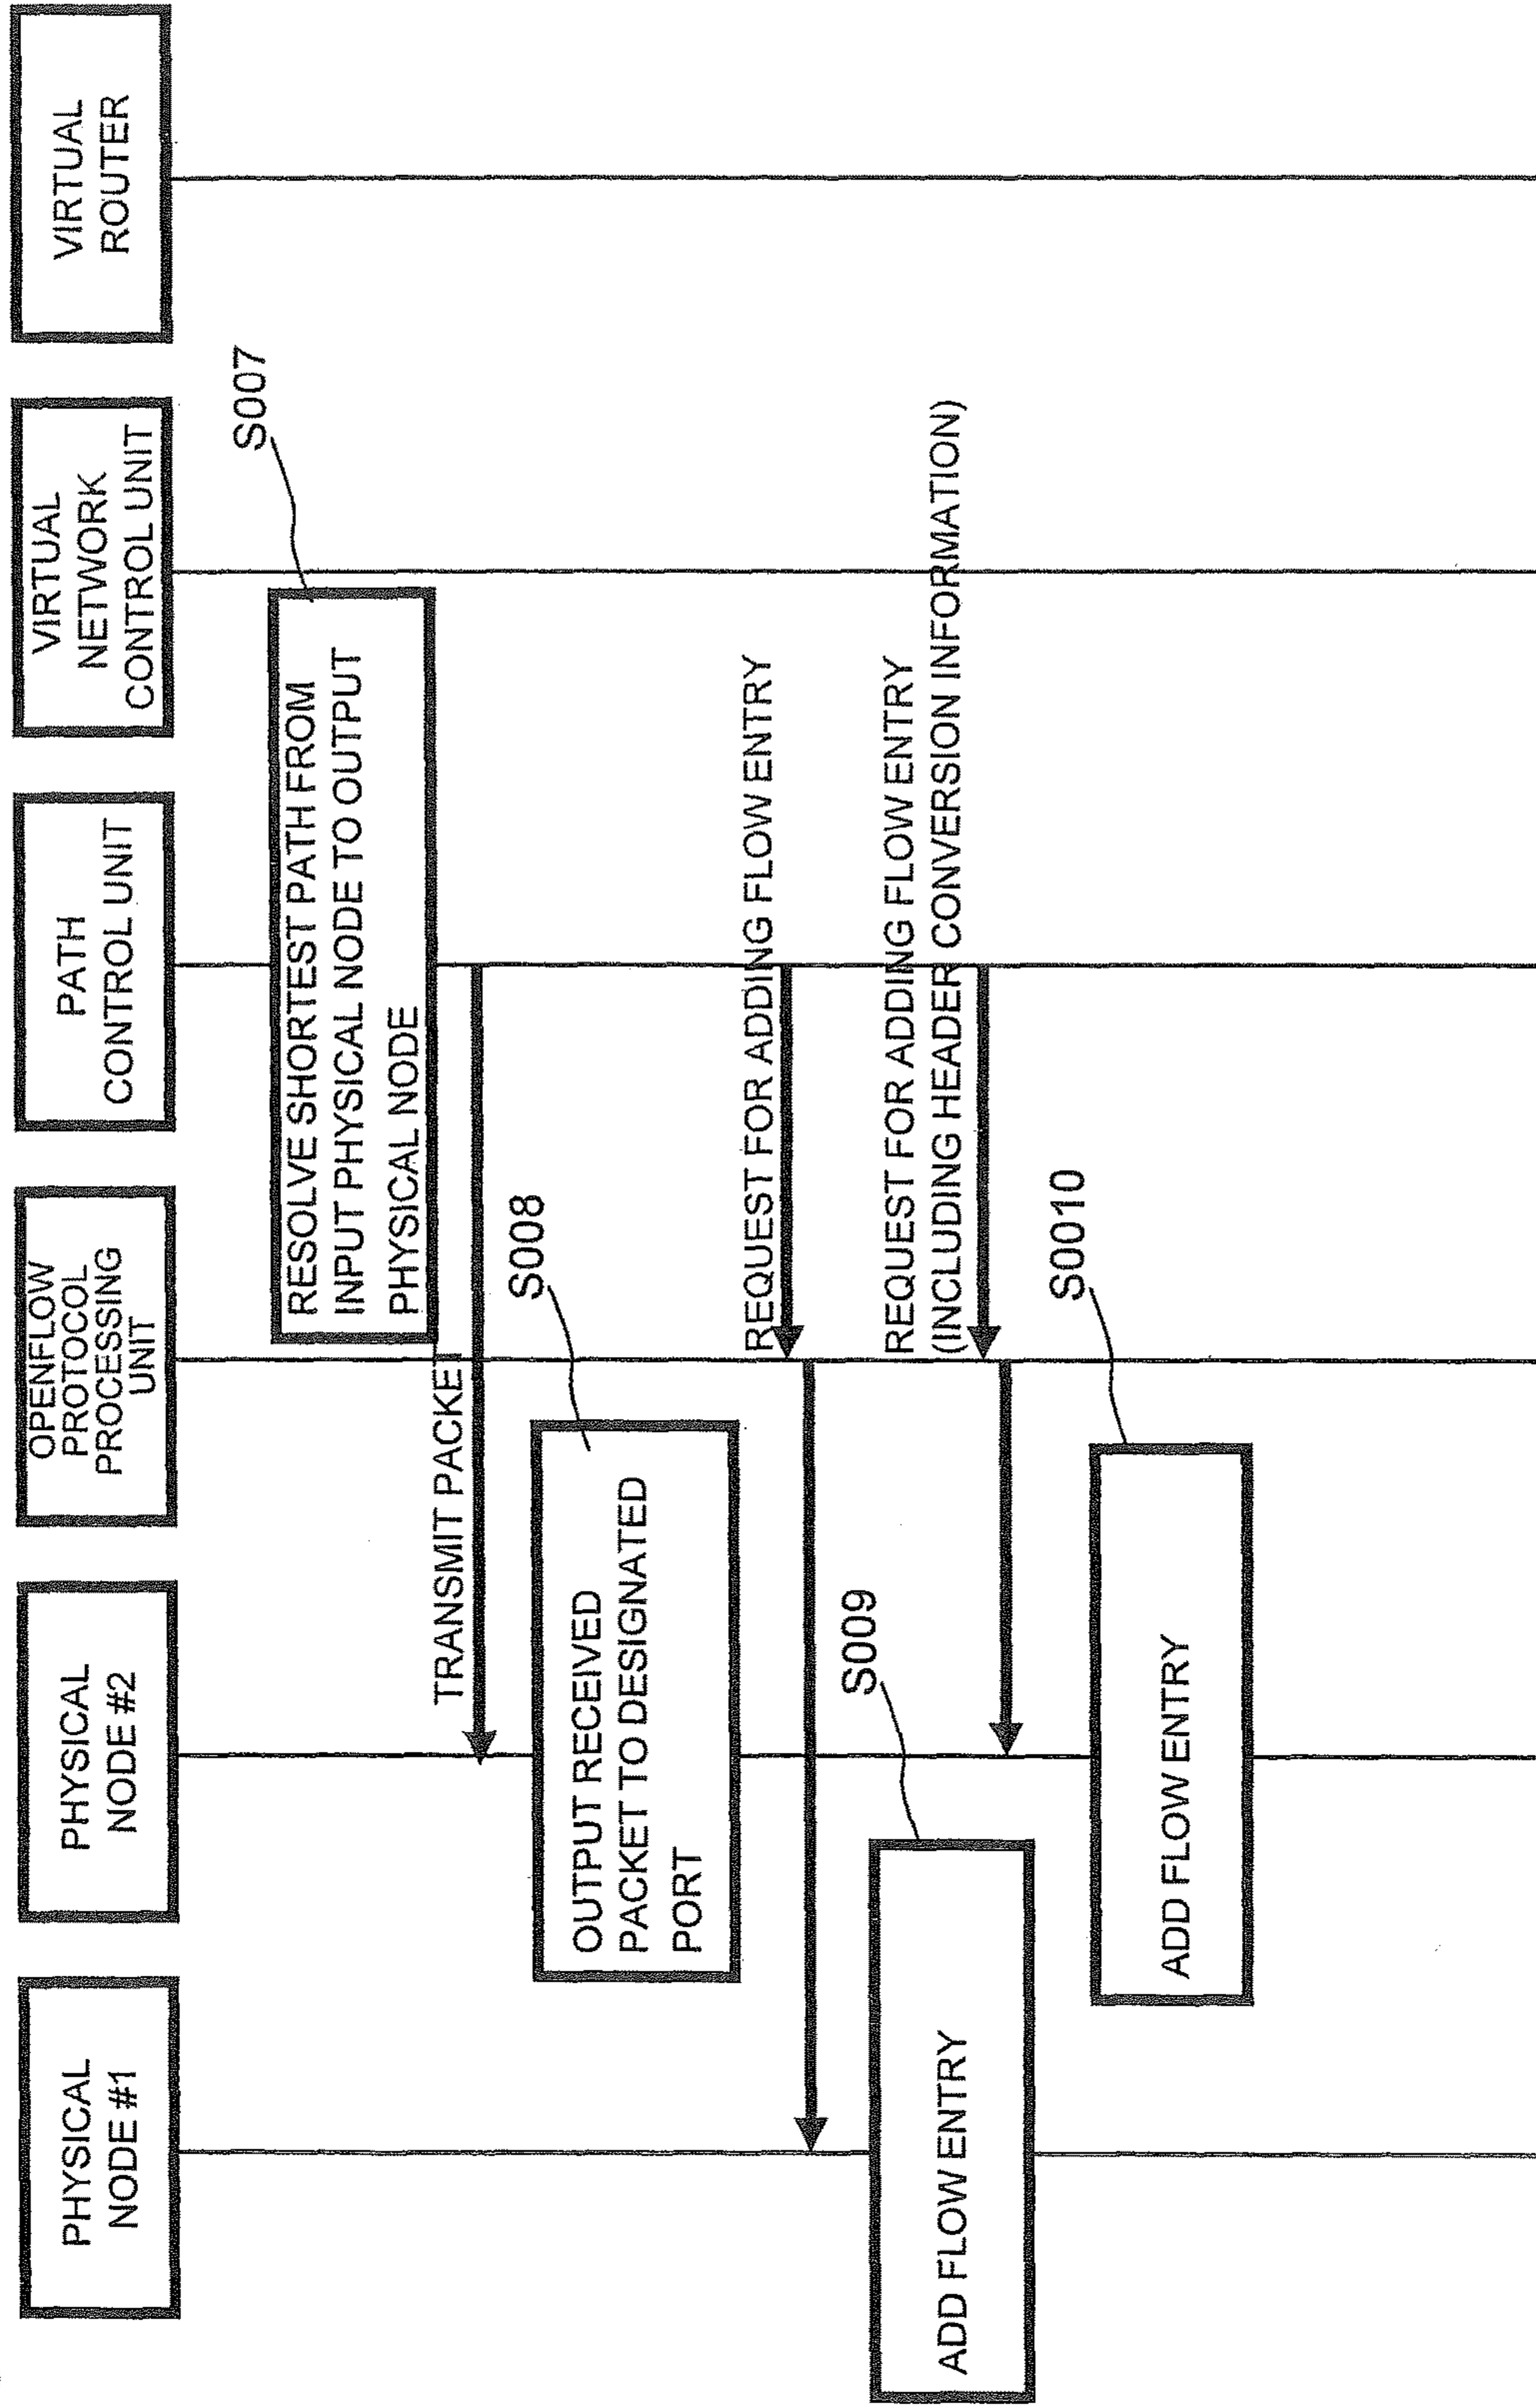 PHYSICAL
NODE #1
PHYSICAL
NODE #2
OPENFLOW
PROTOCOL
PROCESSING
UNIT
PATH
CONTROL UNIT
VIRTUAL
NETWORK
CONTROL UNIT
VIRTUAL
ROUTER
S007
RESOLVE SHORTEST PATH FROM
INPUT PHYSICAL NODE TO OUTPUT
PHYSICAL NODE
TRANSMIT PACKET
S008
OUTPUT RECEIVED
PACKET TO DESIGNATED
PORT
REQUEST FOR ADDING FLOW ENTRY
S009
ADD FLOW ENTRY
REQUEST FOR ADDING FLOW ENTRY
(INCLUDING HEADER CONVERSION INFORMATION)
S0010
ADD FLOW ENTRY